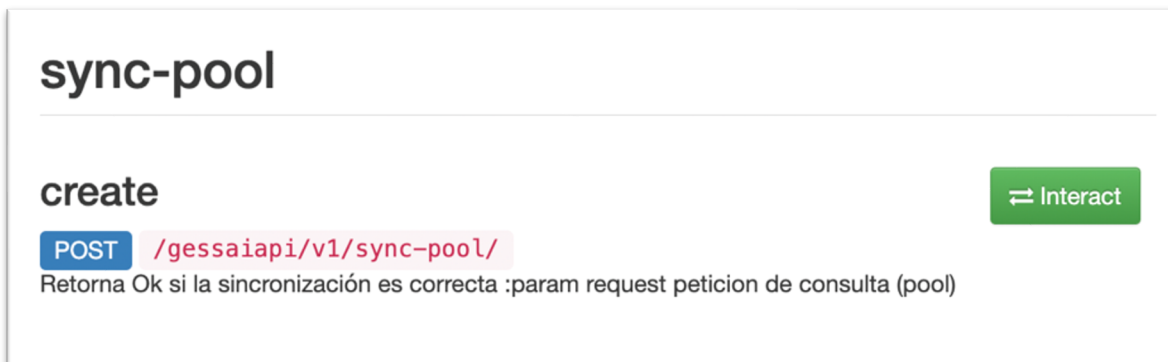 sync-pool
create
Interact
POST /gessaiapi/v1/sync-pool/
Retorna Ok si la sincronización es correcta :param request peticion de consulta (pool)